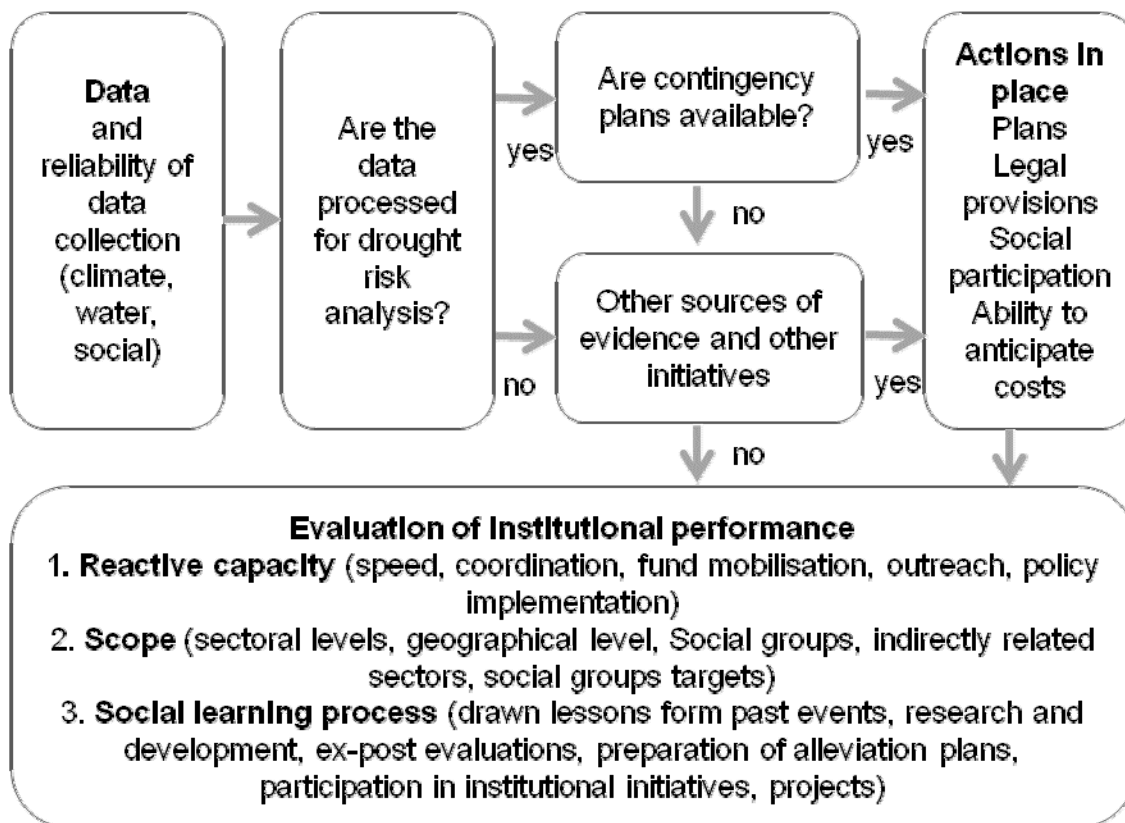 Data
and
reliability of
data
collection
(climate,
water,
social)
Are the
data
processed
for drought
risk
analysis?
yes
no
Are contingency
plans available?
yes
no
Other sources of
evidence and other
initiatives
yes
no
Actions in
place
Plans
Legal
provisions
Social
participation
Ability to
anticipate
costs
Evaluation of institutional performance
1. Reactive capacity (speed, coordination, fund mobilisation, outreach, policy
implementation)
2. Scope (sectoral levels, geographical level, Social groups, indirectly related
sectors, social groups targets)
3. Social learning process (drawn lessons form past events, research and
development, ex-post evaluations, preparation of alleviation plans,
participation in institutional initiatives, projects)